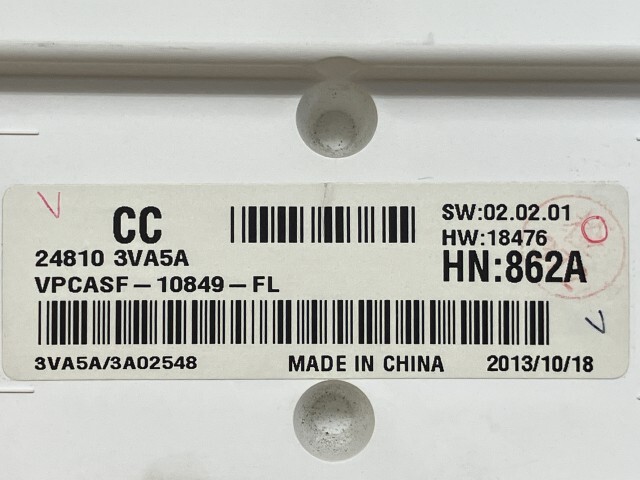 CC
SW:02.02.01
HW:18476
24810 3VA5A
HN:862A
VPCASF-10849-FL
3VA5A/3A02548 MADE IN CHINA 2013/10/18